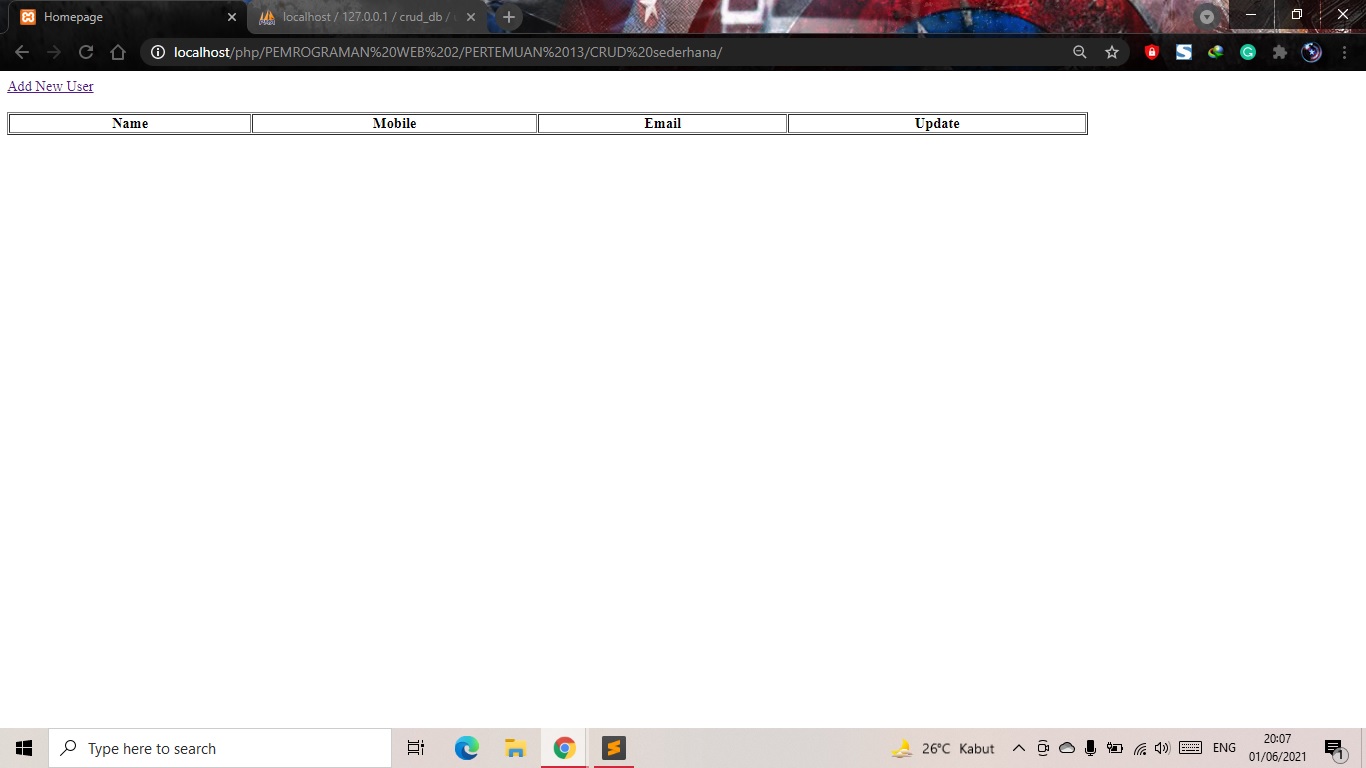 Homepage
localhost / 127.0.0.1 / crud_db /
localhost/php/PEMROGRAMAN%20WEB%202/PERTEMUAN%2013/CRUD%20sederhana/
Add New User
Name Mobile Email Update
Type here to search
26°C Kabut
ENG
20:07
01/06/2021
1